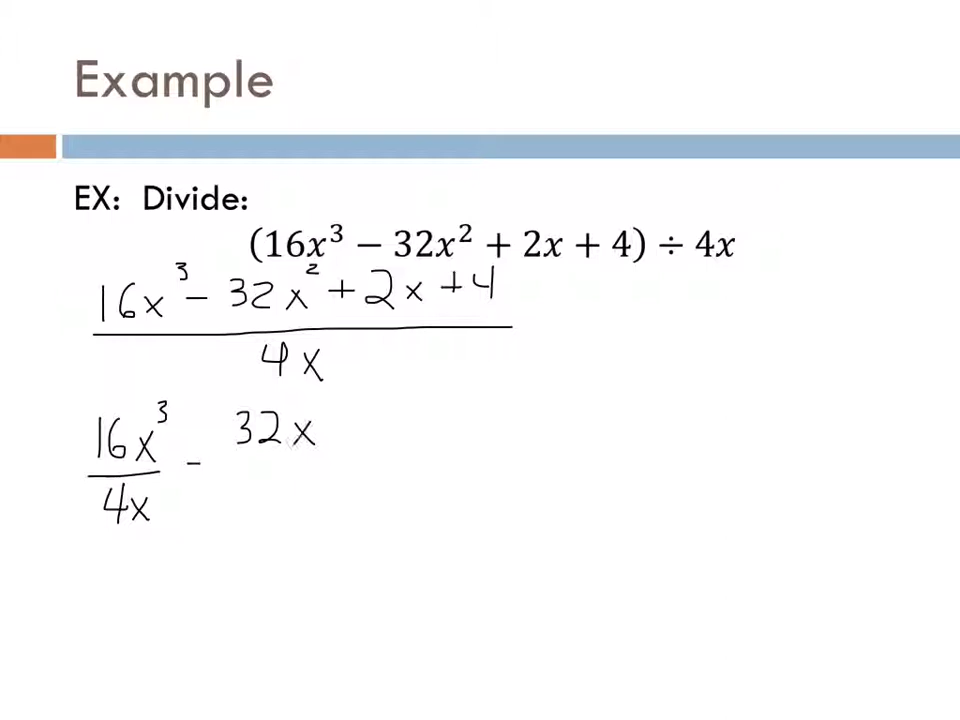 Example
EX: Divide:
(16x³ − 32x² + 2x + 4) ÷ 4x
16x³ - 32x² + 2x + 4
4x
16x³ - 32x
4x